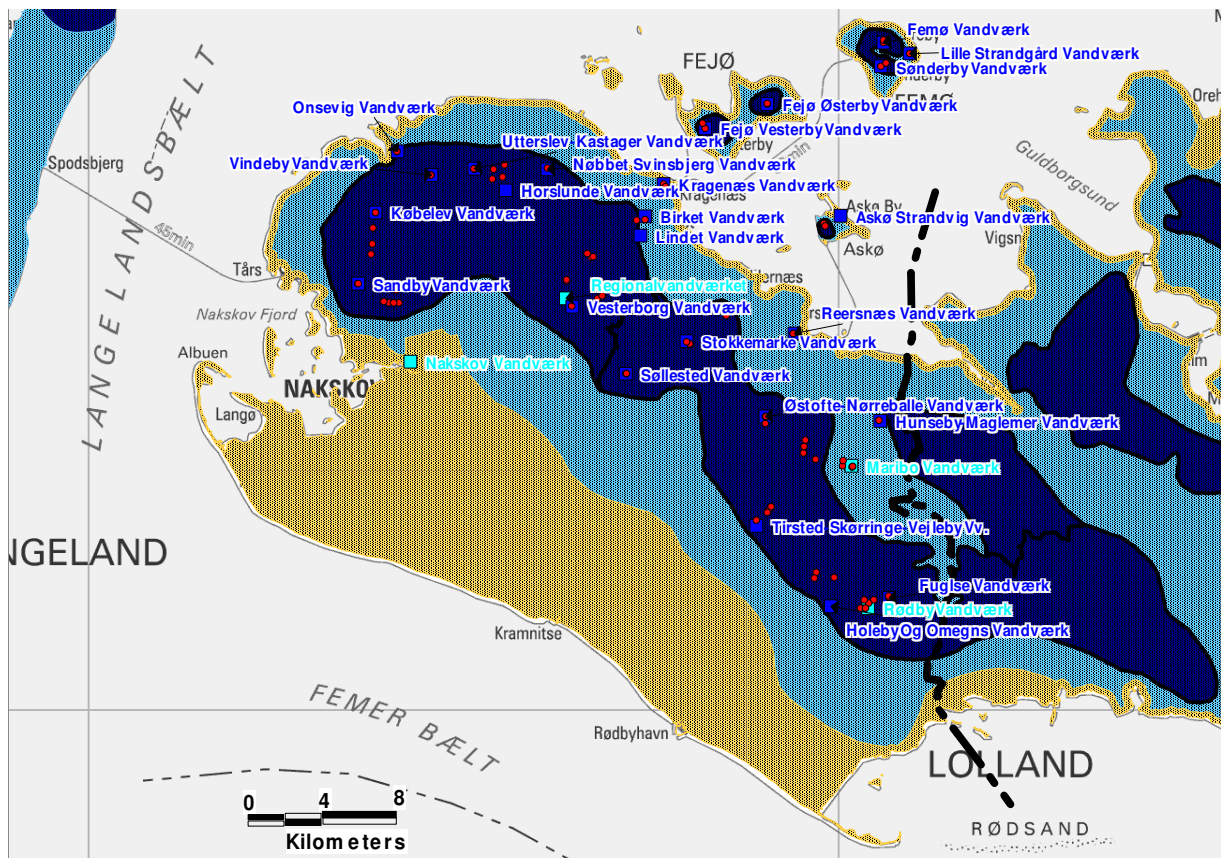 Femø Vandværk
Lille Strandgård Vandværk
FEJØ
Sønderby Vandværk
Oreh
Fejø Østerby Vandværk
Onsevig Vandværk
Fejø Vesterby Vandværk
Utterslev-Kastager Vandværk
Spodsbjerg
Vindeby Vandværk
Nøbbet Svinsbjerg Vandværk
Guldborgsund
Kragenæs Vandværk
Horslunde Vandværk
Kragenæs
Askø By
Købelev Vandværk
Birket Vandværk
Askø Strandvig Vandværk
45min
Lindet Vandværk
Vigsn
Askø
LANGELANDSBÆLT
Tårs
Sandby Vandværk
Regionalvandværket
Vesterborg Vandværk
Nakskov Fjord
Reersnæs Vandværk
Stokkemarke Vandværk
Albuen
Nakskov Vandværk
Søllested Vandværk
NAKSKOV
Langø
Østofte-Nørreballe Vandværk
Hunseby-Maglemer Vandværk
Maribo Vandværk
Tirsted Skørringe-Vejleby Vv.
NGELAND
Fuglse Vandværk
Rødby Vandværk
Kramnitse
Holeby Og Omegns Vandværk
FEMER BÆLT
Rødbyhavn
LOLLAND
0 4 8
Kilometers
RØDSAND